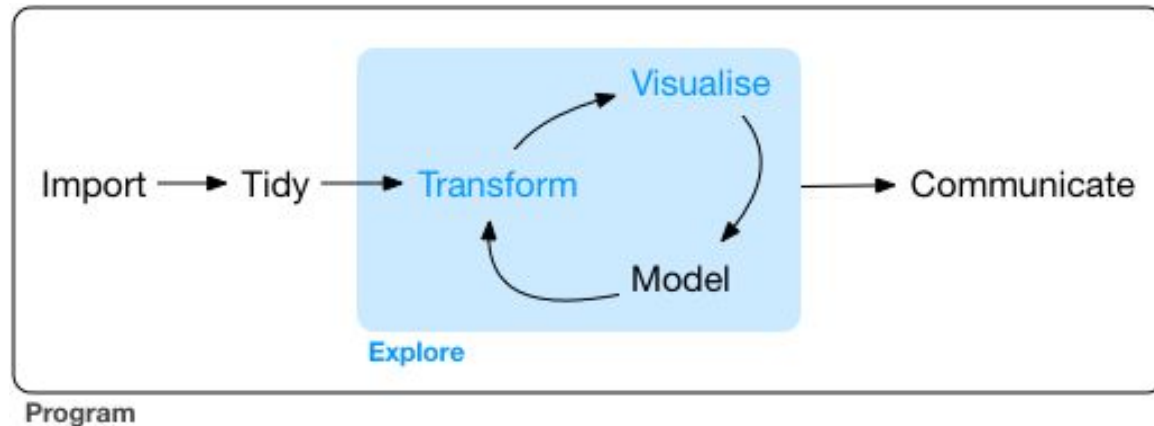 Visualise
Import
Tidy
Transform
Communicate
Model
Explore
Program